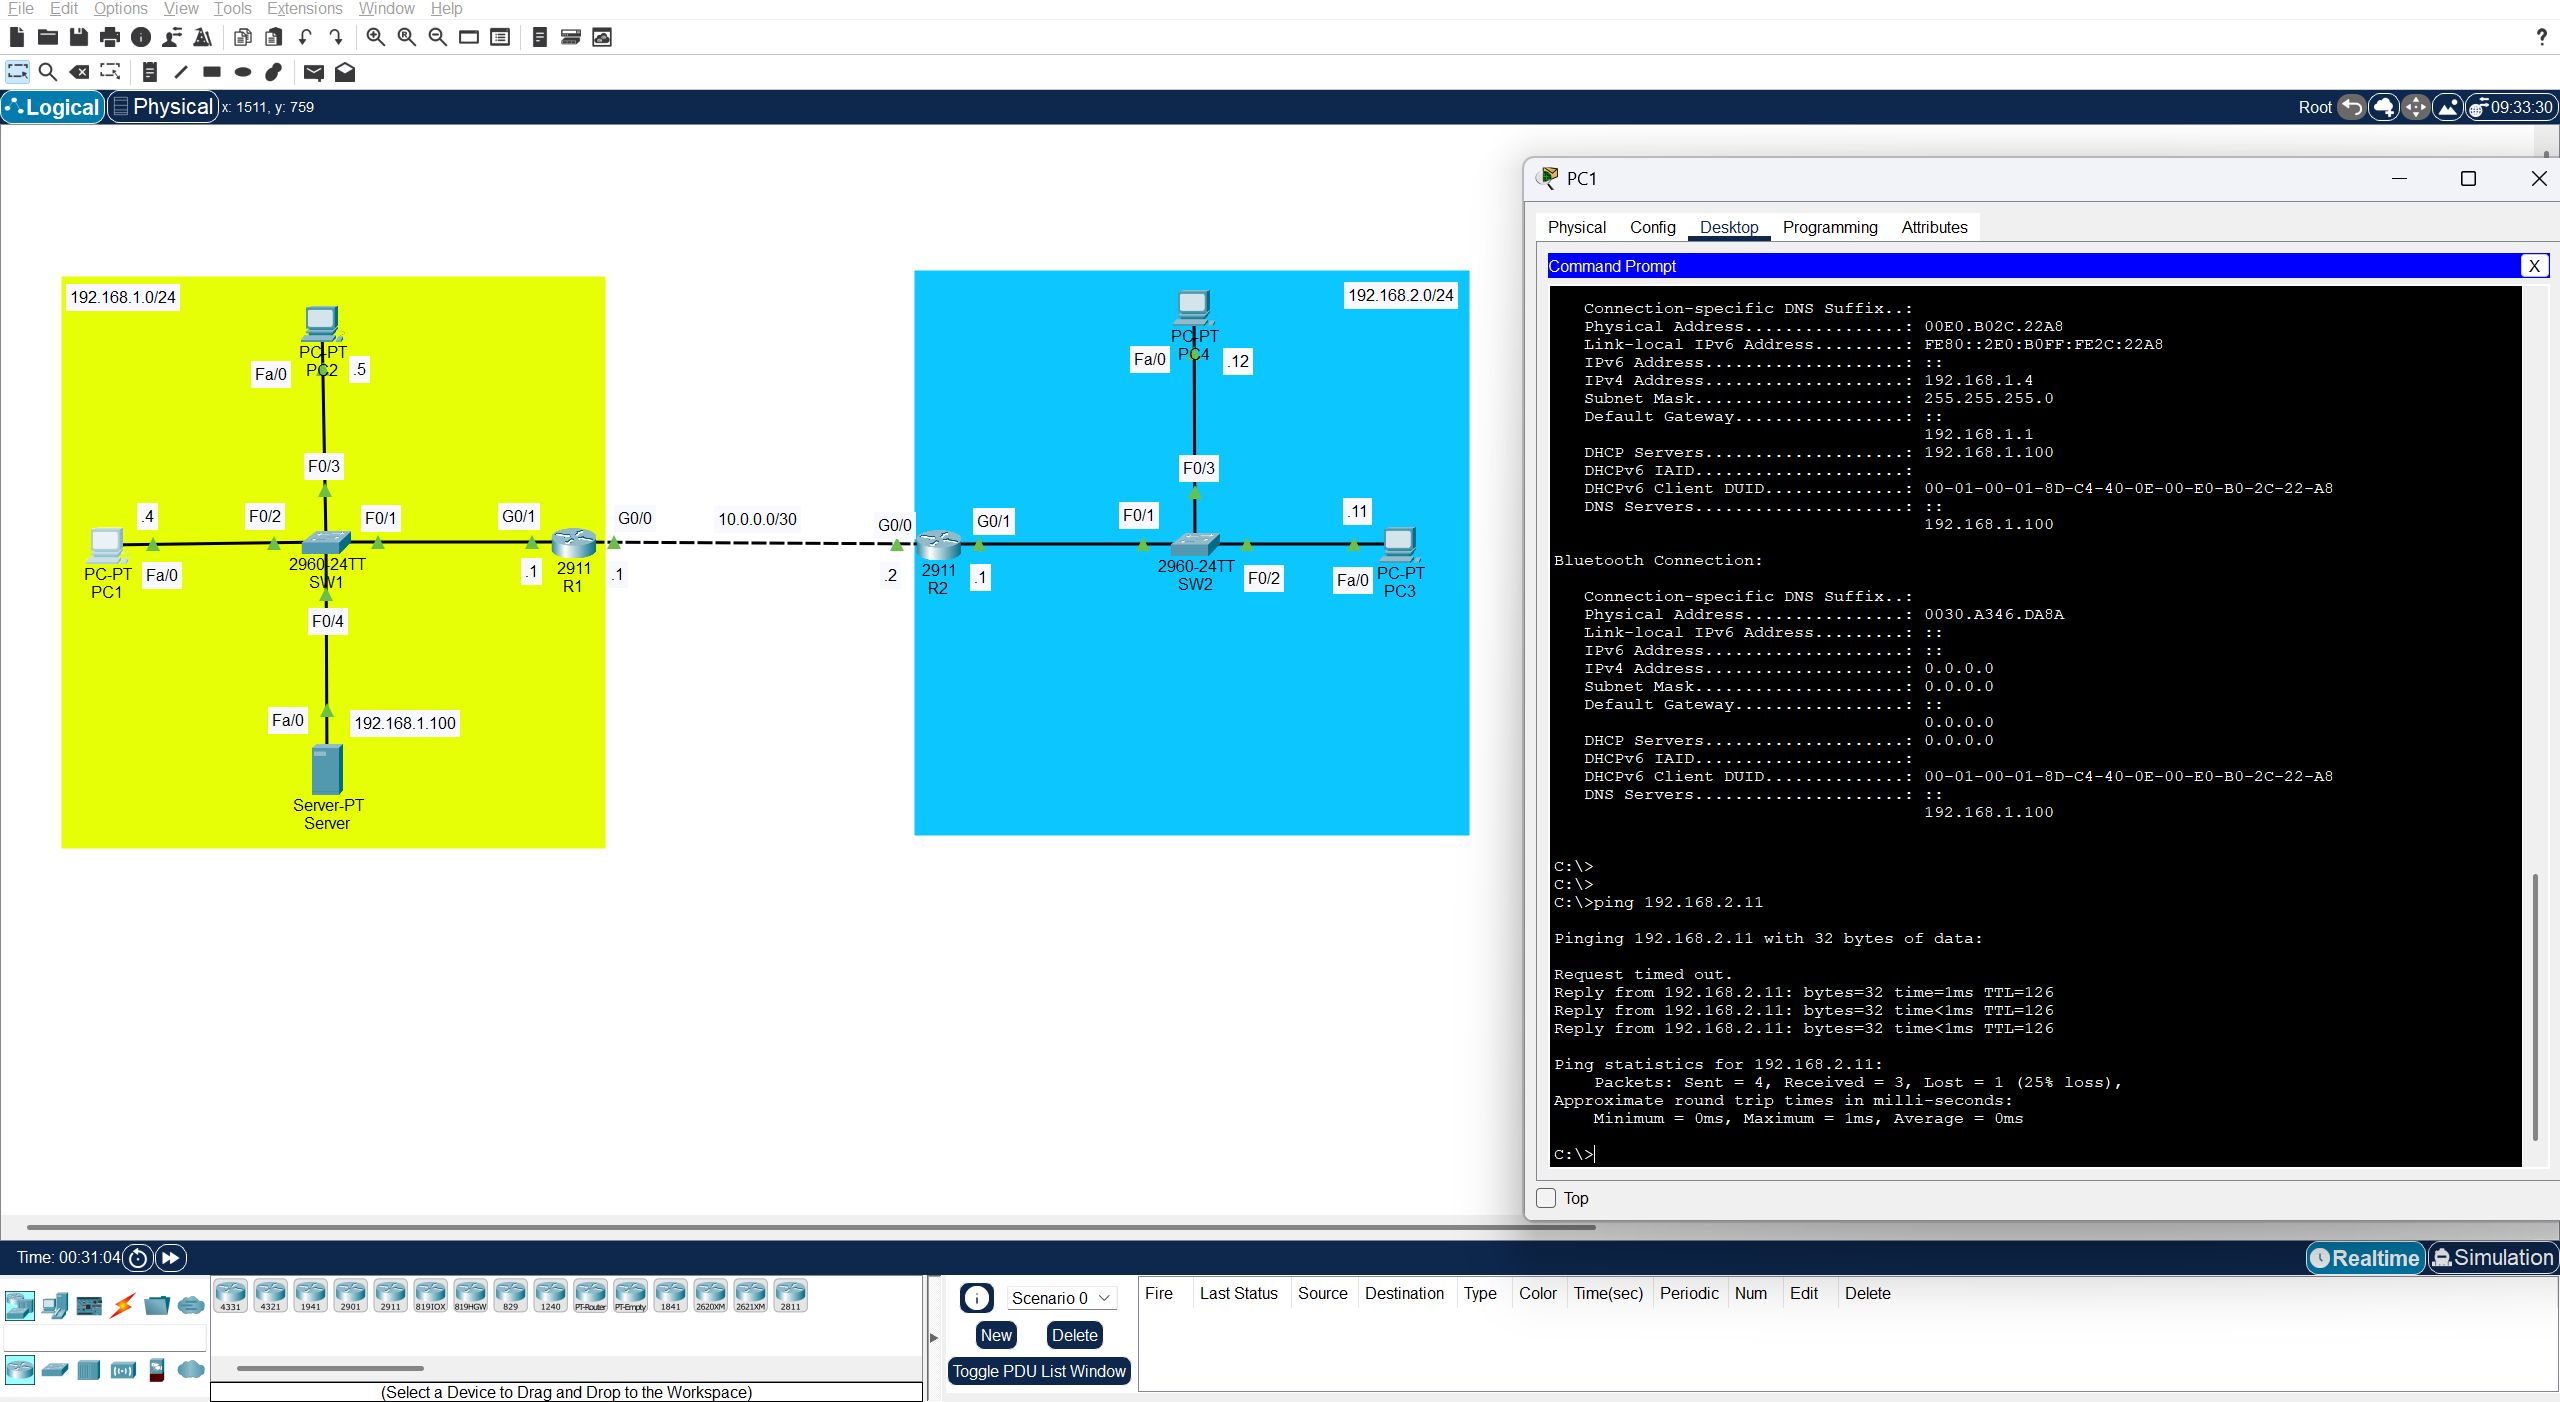 File Edit Options View Tools Extensions Window Help
?
Logical Physical x: 1511, y: 759 Root 09:33:30
192.168.1.0/24
PC-PT
PC2
Fa/0
.5
F0/3
.4
F0/2
F0/1
G0/1
G0/0
10.0.0.0/30
PC-PT
PC1
Fa/0
2960-24TT
SW1
.1
2911
R1
.1
F0/4
Fa/0
192.168.1.100
Server-PT
Server
192.168.2.0/24
PC-PT
PC4
Fa/0
.12
F0/3
G0/0
G0/1
F0/1
.11
.2
2911
R2
.1
2960-24TT
SW2
F0/2
Fa/0
PC-PT
PC3
PC1
Physical Config Desktop Programming Attributes
Command Prompt X
Connection-specific DNS Suffix..:
Physical Address................: 00E0.B02C.22A8
Link-local IPv6 Address.........: FE80::2E0:B0FF:FE2C:22A8
IPv6 Address....................: ::
IPv4 Address....................: 192.168.1.4
Subnet Mask.....................: 255.255.255.0
Default Gateway.................: ::
192.168.1.1
DHCP Servers....................: 192.168.1.100
DHCPv6 IAID.....................:
DHCPv6 Client DUID..............: 00-01-00-01-8D-C4-40-0E-00-E0-B0-2C-22-A8
DNS Servers.....................: ::
192.168.1.100
Bluetooth Connection:
Connection-specific DNS Suffix..:
Physical Address................: 0030.A346.DA8A
Link-local IPv6 Address.........: ::
IPv6 Address....................: ::
IPv4 Address....................: 0.0.0.0
Subnet Mask.....................: 0.0.0.0
Default Gateway.................: ::
0.0.0.0
DHCP Servers....................: 0.0.0.0
DHCPv6 IAID.....................:
DHCPv6 Client DUID..............: 00-01-00-01-8D-C4-40-0E-00-E0-B0-2C-22-A8
DNS Servers.....................: ::
192.168.1.100
C:\>
C:\>
C:\>ping 192.168.2.11
Pinging 192.168.2.11 with 32 bytes of data:
Request timed out.
Reply from 192.168.2.11: bytes=32 time=1ms TTL=126
Reply from 192.168.2.11: bytes=32 time<1ms TTL=126
Reply from 192.168.2.11: bytes=32 time<1ms TTL=126
Ping statistics for 192.168.2.11:
Packets: Sent = 4, Received = 3, Lost = 1 (25% loss),
Approximate round trip times in milli-seconds:
Minimum = 0ms, Maximum = 1ms, Average = 0ms
C:\>
Top
Time: 00:31:04 Realtime Simulation
4331 4321 1941 2901 2911 819IOX 819HGW 829 1240 PT-Router PT-Empty 1841 2620XM 2621XM 2811
(Select a Device to Drag and Drop to the Workspace)
Scenario 0
New Delete
Toggle PDU List Window
Fire Last Status Source Destination Type Color Time(sec) Periodic Num Edit Delete